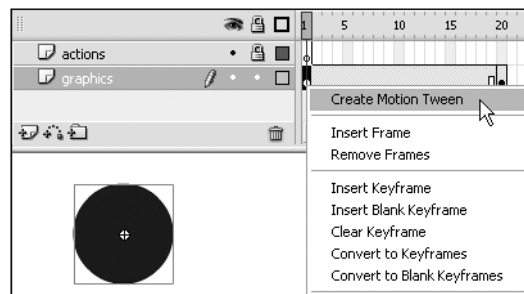 1 5 10 15 20
actions
graphics
Create Motion Tween
Insert Frame
Remove Frames
Insert Keyframe
Insert Blank Keyframe
Clear Keyframe
Convert to Keyframes
Convert to Blank Keyframes